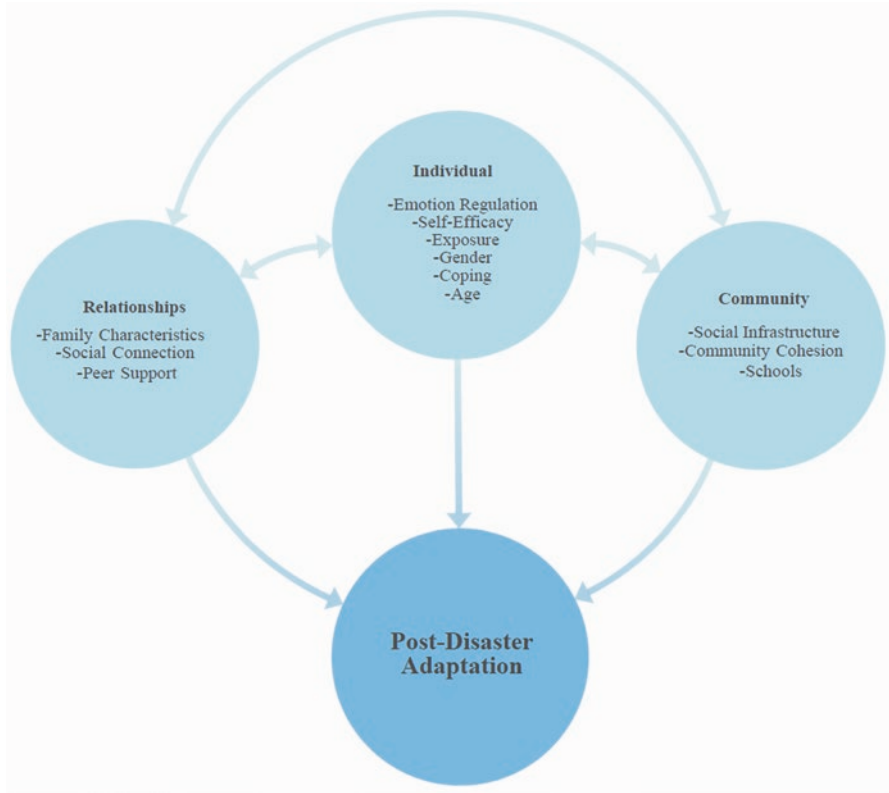 Individual
-Emotion Regulation
-Self-Efficacy
-Exposure
-Gender
-Coping
-Age
Relationships
-Family Characteristics
-Social Connection
-Peer Support
Community
-Social Infrastructure
-Community Cohesion
-Schools
Post-Disaster
Adaptation